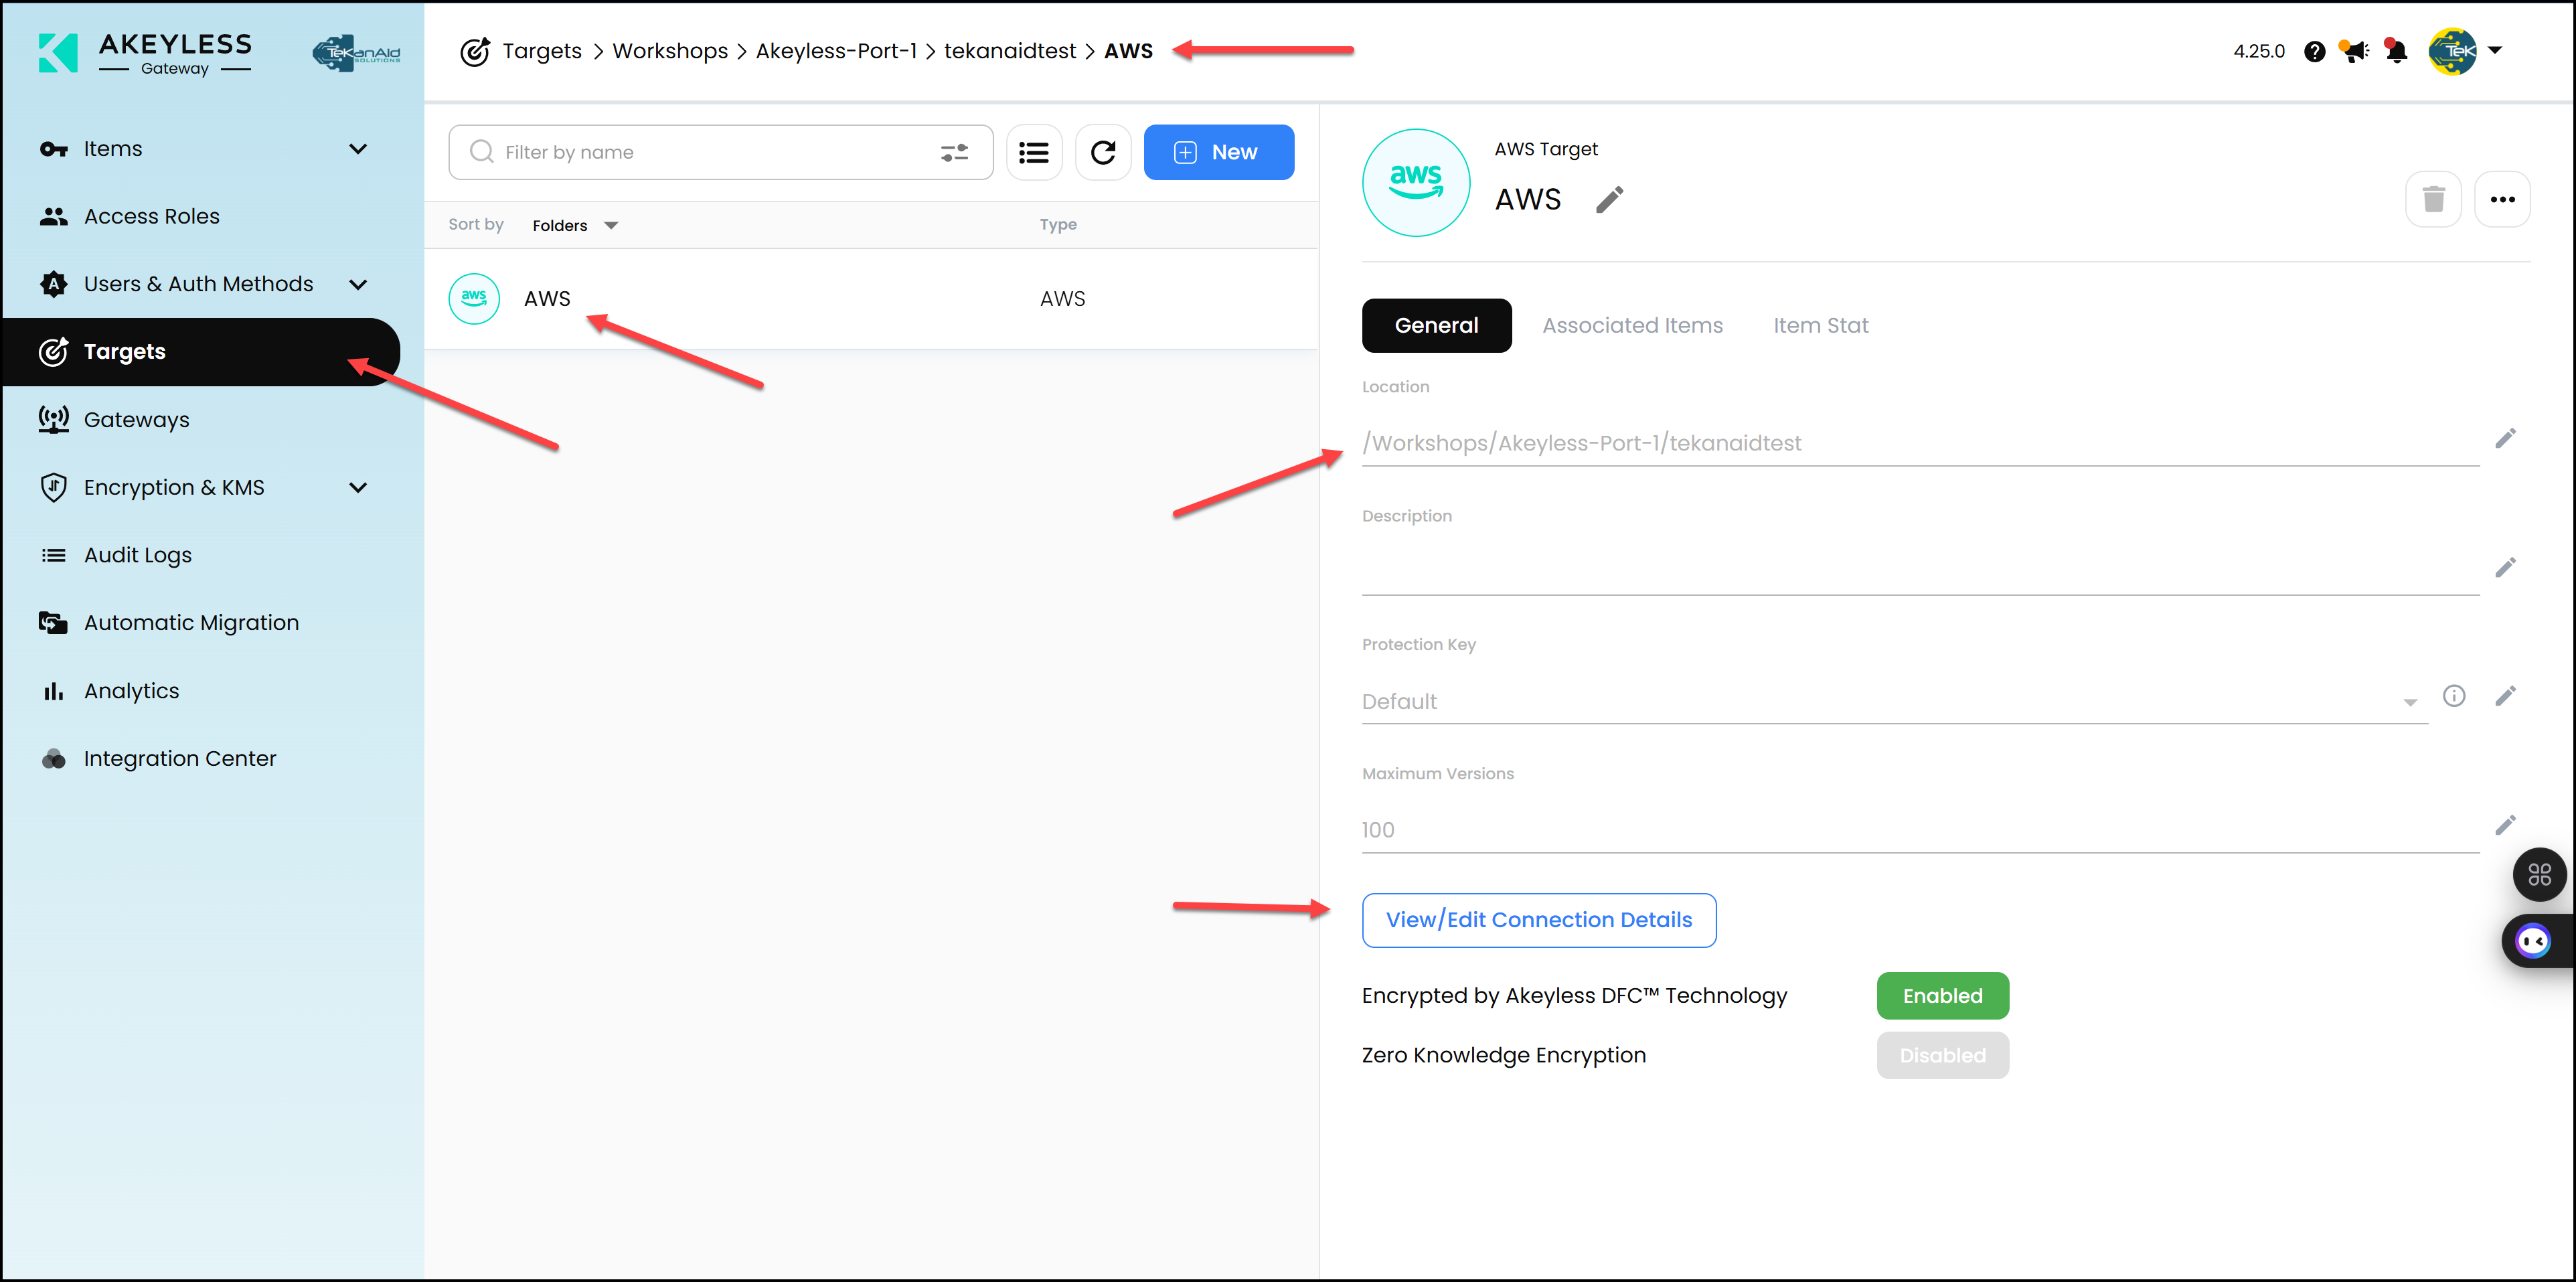 AKEYLESS
Gateway
TeKanAid
SOLUTIONS
Items
Access Roles
Users & Auth Methods
Targets
Gateways
Encryption & KMS
Audit Logs
Automatic Migration
Analytics
Integration Center
Targets > Workshops > Akeyless-Port-1 > tekanaidtest > AWS
4.25.0
TeK
Filter by name
New
Sort by Folders Type
aws AWS AWS
aws
AWS Target
AWS
General Associated Items Item Stat
Location
/Workshops/Akeyless-Port-1/tekanaidtest
Description
Protection Key
Default
Maximum Versions
100
View/Edit Connection Details
Encrypted by Akeyless DFC™ Technology Enabled
Zero Knowledge Encryption Disabled